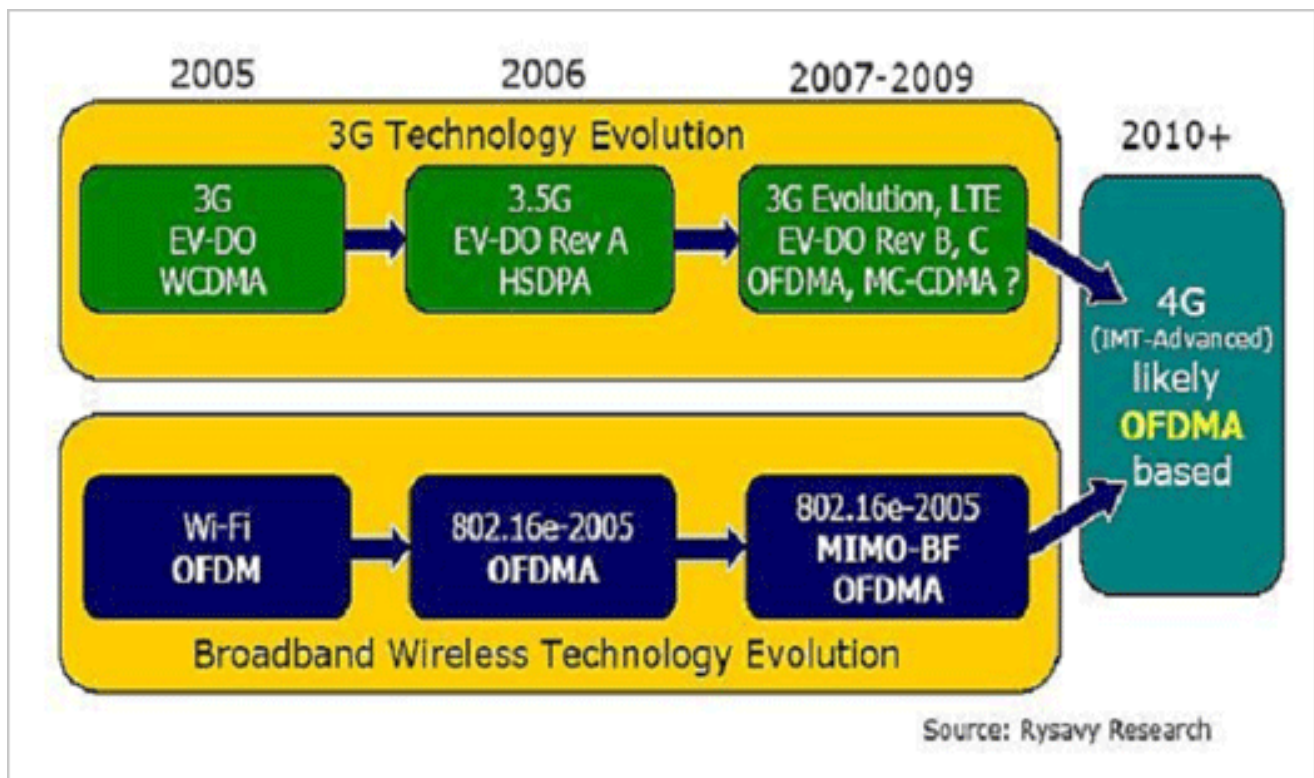 2005
2006
2007-2009
3G Technology Evolution
2010+
3G
EV-DO
WCDMA
3.5G
EV-DO Rev A
HSDPA
3G Evolution, LTE
EV-DO Rev B, C
OFDMA, MC-CDMA ?
4G
(IMT-Advanced)
likely
OFDMA
based
Wi-Fi
OFDM
802.16e-2005
OFDMA
802.16e-2005
MIMO-BF
OFDMA
Broadband Wireless Technology Evolution
Source: Rysavy Research